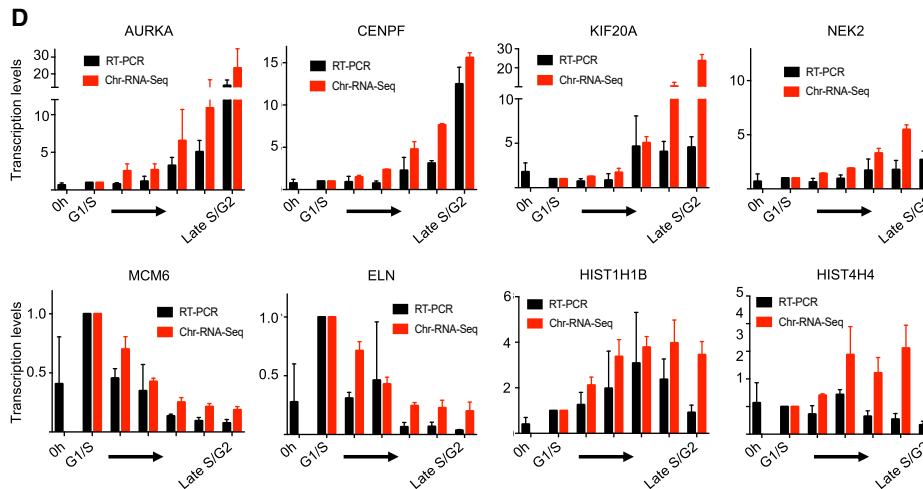 D
AURKA
CENPF
KIF20A
NEK2
Transcription levels
30
20
10
5
RT-PCR
Chr-RNA-Seq
0h
G1/S
Late S/G2
15
10
5
RT-PCR
Chr-RNA-Seq
0h
G1/S
Late S/G2
30
20
10
5
RT-PCR
Chr-RNA-Seq
0h
G1/S
Late S/G2
10
5
RT-PCR
Chr-RNA-Seq
0h
G1/S
Late S/G2
MCM6
ELN
HIST1H1B
HIST4H4
Transcription levels
1.0
0.5
RT-PCR
Chr-RNA-Seq
0h
G1/S
Late S/G2
1.0
0.5
RT-PCR
Chr-RNA-Seq
0h
G1/S
Late S/G2
6
4
2
RT-PCR
Chr-RNA-Seq
0h
G1/S
Late S/G2
5
4
3
2
1
RT-PCR
Chr-RNA-Seq
0h
G1/S
Late S/G2